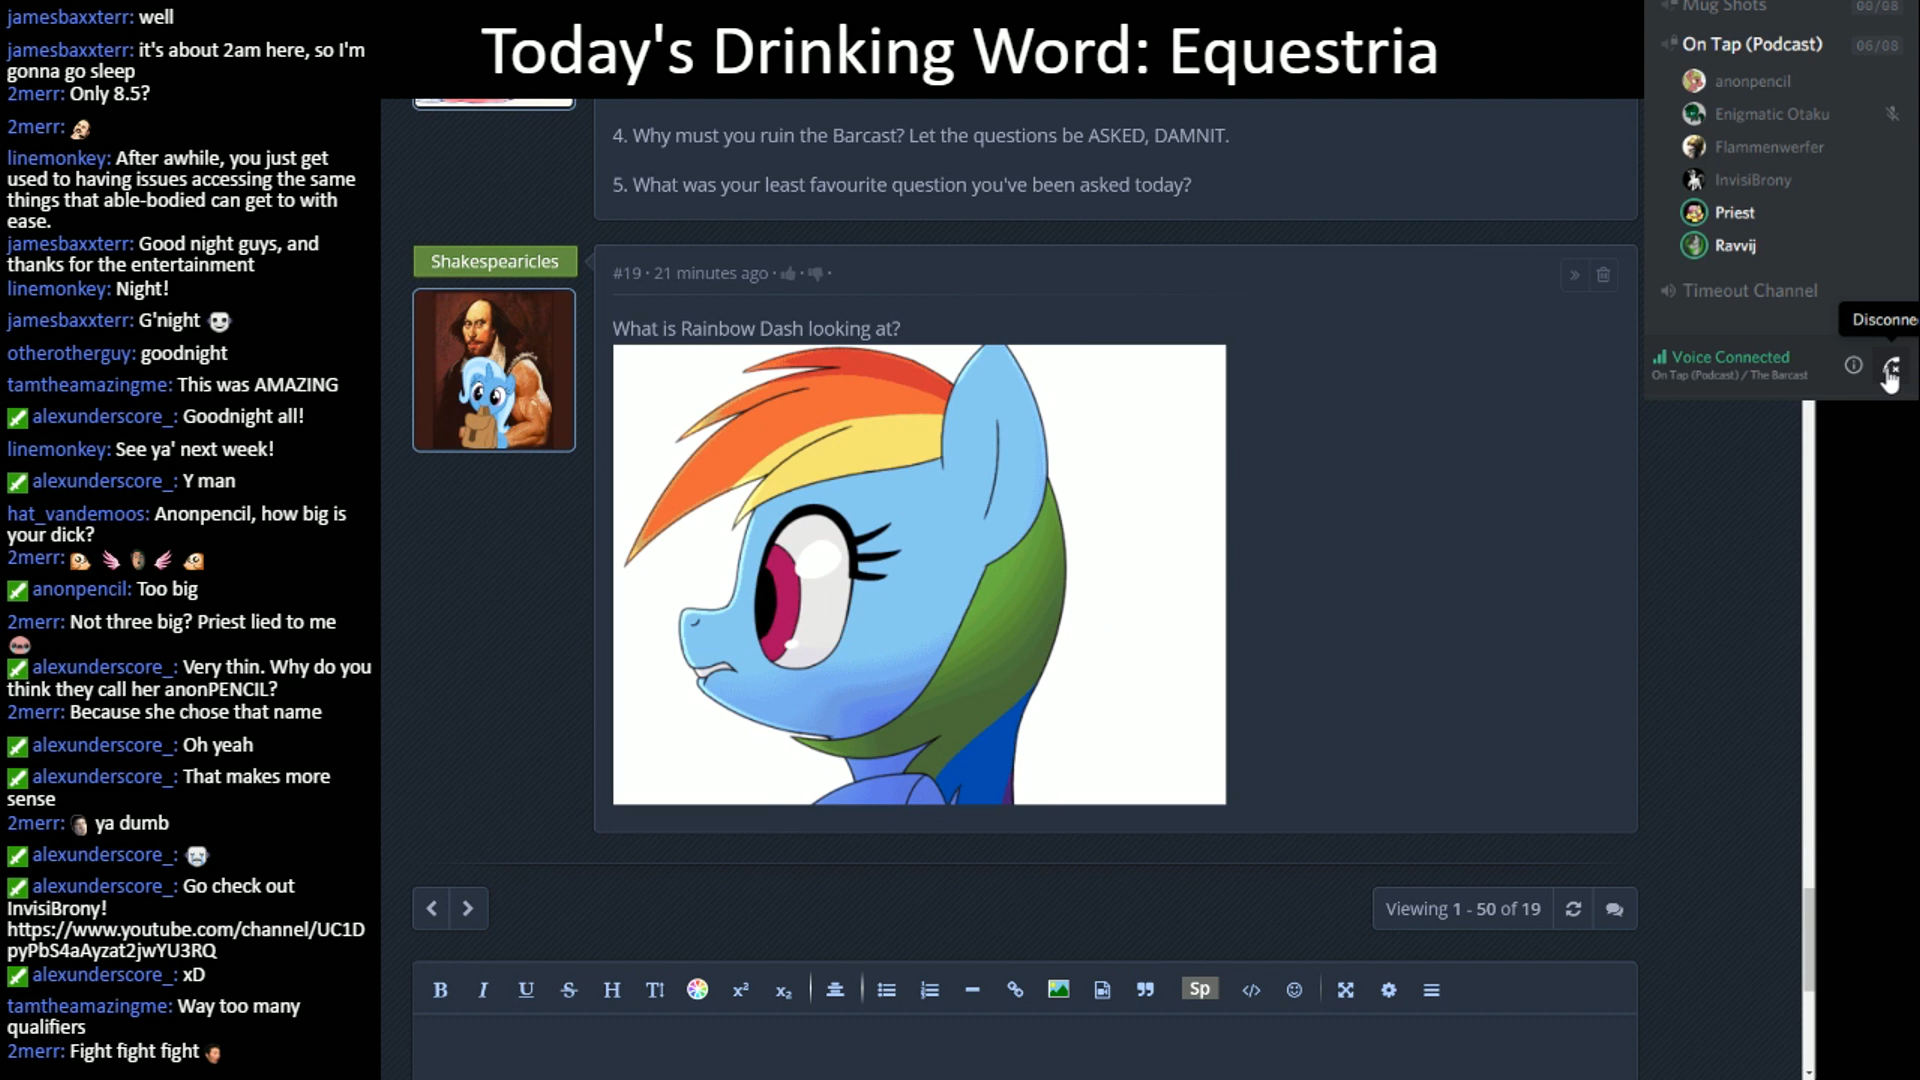 jamesbaxxterr: well
jamesbaxxterr: it's about 2am here, so I'm
gonna go sleep
2merr: Only 8.5?
2merr:
linemonkey: After awhile, you just get
used to having issues accessing the same
things that able-bodied can get to with
ease.
jamesbaxxterr: Good night guys, and
thanks for the entertainment
linemonkey: Night!
jamesbaxxterr: G'night
otherotherguy: goodnight
tamtheamazingme: This was AMAZING
alexunderscore_: Goodnight all!
linemonkey: See ya' next week!
alexunderscore_: Y man
hat_vandemoos: Anonpencil, how big is
your dick?
2merr:
anonpencil: Too big
2merr: Not three big? Priest lied to me
alexunderscore_: Very thin. Why do you
think they call her anonPENCIL?
2merr: Because she chose that name
alexunderscore_: Oh yeah
alexunderscore_: That makes more
sense
2merr: ya dumb
alexunderscore_:
alexunderscore_: Go check out
InvisiBrony!
https://www.youtube.com/channel/UC1D
pyPbS4aAyzat2jwYU3RQ
alexunderscore_: xD
tamtheamazingme: Way too many
qualifiers
2merr: Fight fight fight
Today's Drinking Word: Equestria
4. Why must you ruin the Barcast? Let the questions be ASKED, DAMNIT.
5. What was your least favourite question you've been asked today?
Shakespearicles
#19 · 21 minutes ago
What is Rainbow Dash looking at?
Viewing 1 - 50 of 19
B I U S H T x² x₂ Sp
Mug Shots 00/08
On Tap (Podcast) 06/08
anonpencil
Enigmatic Otaku
Flammenwerfer
InvisiBrony
Priest
Ravvij
Timeout Channel
Disconne
Voice Connected
On Tap (Podcast) / The Barcast